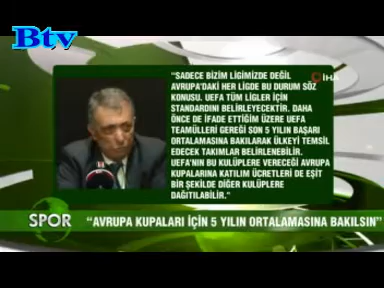 Btv
İHA
"SADECE BİZİM LİGİMİZDE DEĞİL
AVRUPA'DAKİ HER LİGDE BU DURUM SÖZ
KONUSU. UEFA TÜM LİGLER İÇİN
STANDARDINI BELİRLEYECEKTİR. DAHA
ÖNCE DE İFADE ETTİĞİM ÜZERE UEFA
TEAMÜLLERİ GEREĞİ SON 5 YILIN BAŞARI
ORTALAMASINA BAKILARAK ÜLKEYİ TEMSİL
EDECEK TAKIMLAR BELİRLENEBİLİR.
UEFA'NIN BU KULÜPLERE VERECEĞİ AVRUPA
KUPALARINA KATILIM ÜCRETLERİ DE EŞİT
BİR ŞEKİLDE DİĞER KULÜPLERE
DAĞITILABİLİR."
SPOR
"AVRUPA KUPALARI İÇİN 5 YILIN ORTALAMASINA BAKILSIN"